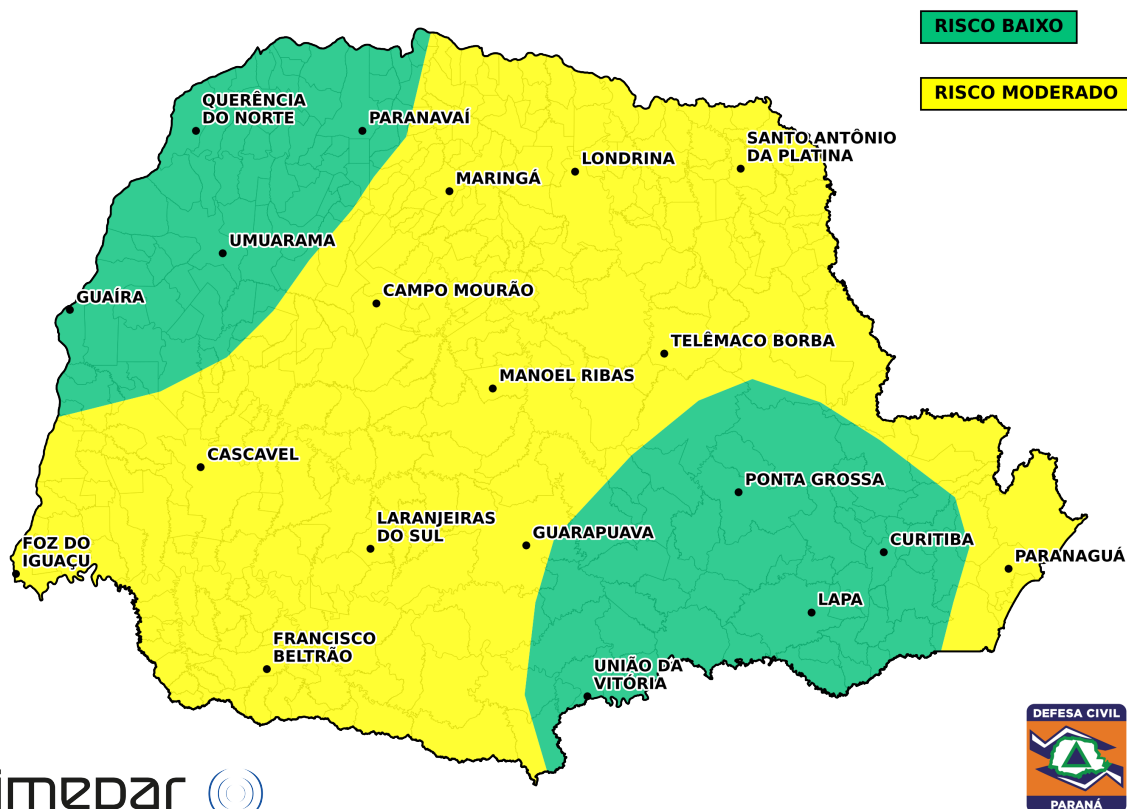 RISCO BAIXO
RISCO MODERADO
QUERÊNCIA
DO NORTE
PARANAVAÍ
SANTO ANTÔNIO
DA PLATINA
LONDRINA
MARINGÁ
UMUARAMA
CAMPO MOURÃO
GUAÍRA
TELÊMACO BORBA
MANOEL RIBAS
CASCAVEL
PONTA GROSSA
LARANJEIRAS
DO SUL
GUARAPUAVA
CURITIBA
FOZ DO
IGUAÇU
PARANAGUÁ
LAPA
FRANCISCO
BELTRÃO
UNIÃO DA
VITÓRIA
DEFESA CIVIL
PARANÁ
imepar